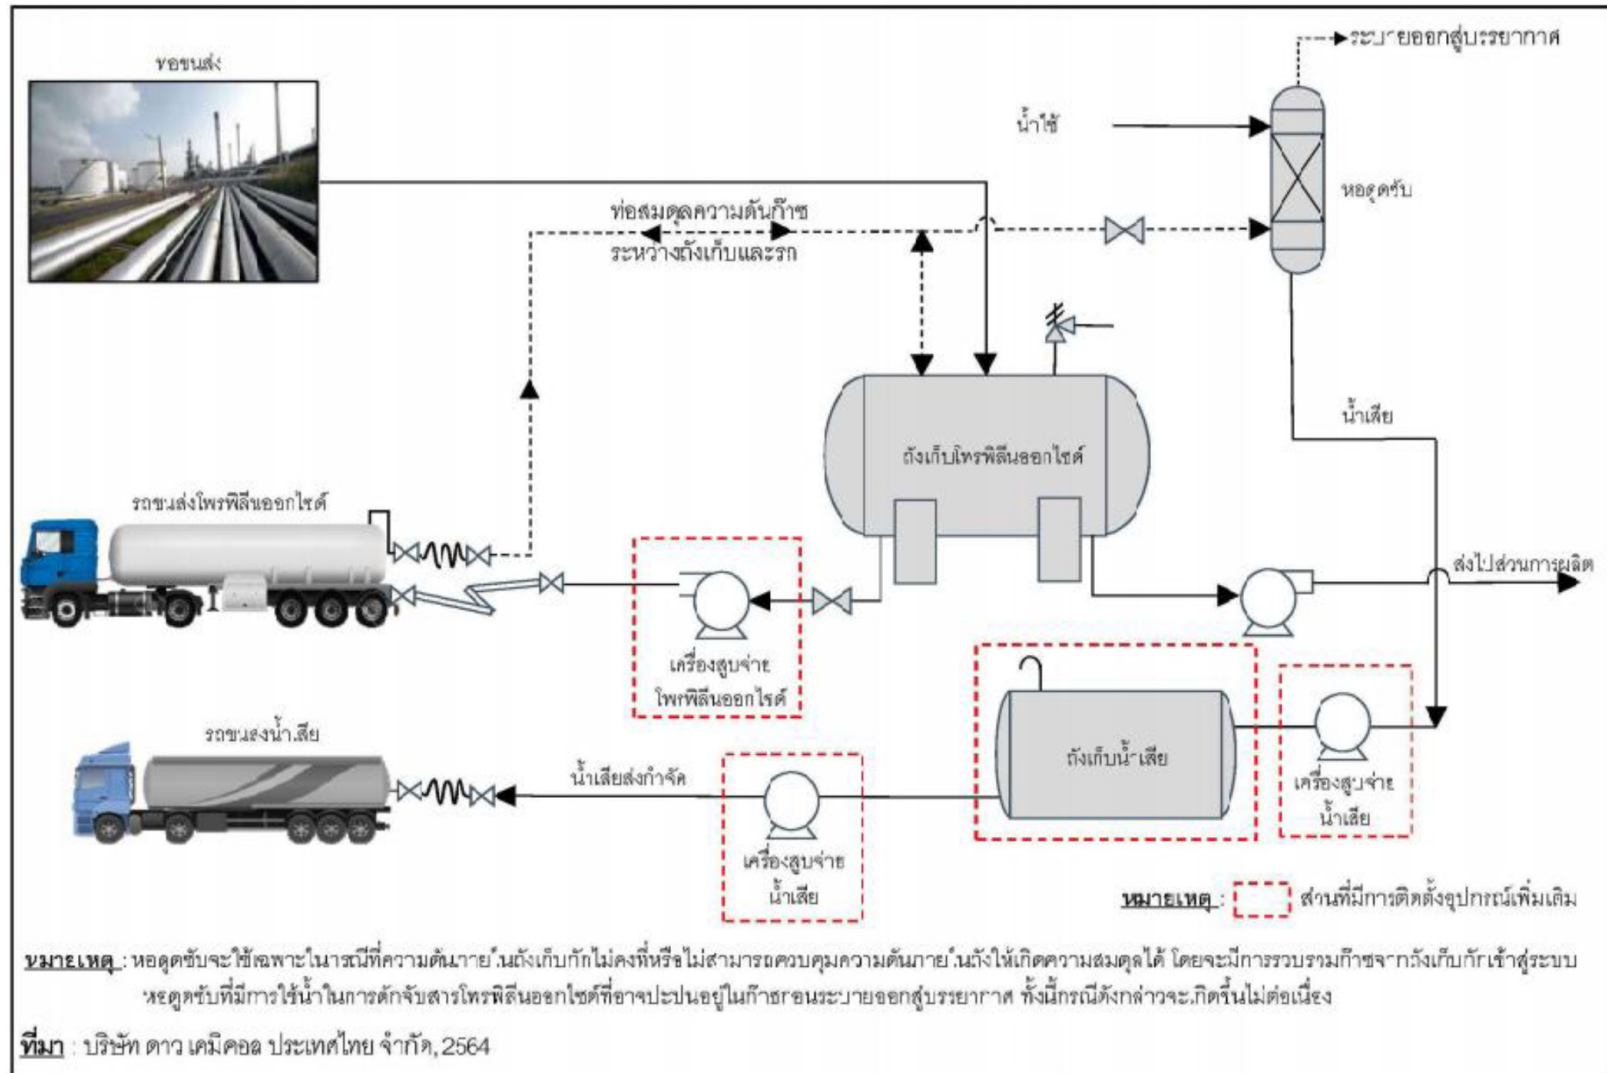 ท่อขนส่ง
ระบายออกสู่บรรยากาศ
น้ำใช้
หอดูดซับ
ท่อสมดุลความดันก๊าซ
ระหว่างถังเก็บและรถ
น้ำเสีย
ถังเก็บโพรพิลีนออกไซด์
รถขนส่งโพรพิลีนออกไซด์
ส่งไปส่วนการผลิต
เครื่องสูบจ่าย
โพรพิลีนออกไซด์
รถขนส่งน้ำเสีย
น้ำเสียส่งกำจัด
ถังเก็บน้ำเสีย
เครื่องสูบจ่าย
น้ำเสีย
เครื่องสูบจ่าย
น้ำเสีย
หมายเหตุ : ส่วนที่มีการติดตั้งอุปกรณ์เพิ่มเติม
หมายเหตุ : หอดูดซับจะใช้เฉพาะในกรณีที่ความดันภายในถังเก็บกักไม่คงที่หรือไม่สามารถควบคุมความดันภายในถังให้เกิดความสมดุลได้ โดยจะมีการรวบรวมก๊าซจากถังเก็บกักเข้าสู่ระบบ
หอดูดซับที่มีการใช้น้ำในการดักจับสารโพรพิลีนออกไซด์ที่อาจปะปนอยู่ในก๊าซก่อนระบายออกสู่บรรยากาศ ทั้งนี้กรณีดังกล่าวจะเกิดขึ้นไม่ต่อเนื่อง
ที่มา : บริษัท ดาว เคมิคอล ประเทศไทย จำกัด, 2564